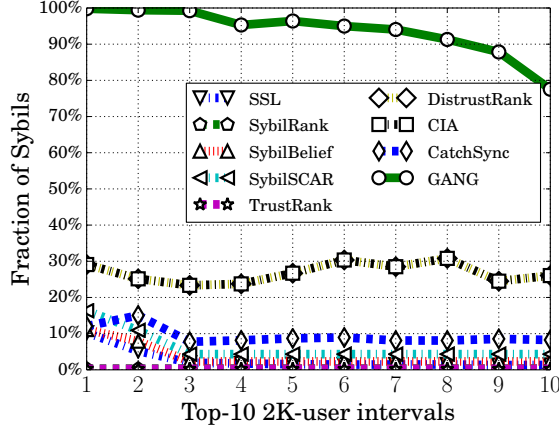 100%
90%
80%
70%
60%
50%
40%
30%
20%
10%
0%
Fraction of Sybils
SSL
SybilRank
SybilBelief
SybilSCAR
TrustRank
DistrustRank
CIA
CatchSync
GANG
1 2 3 4 5 6 7 8 9 10
Top-10 2K-user intervals